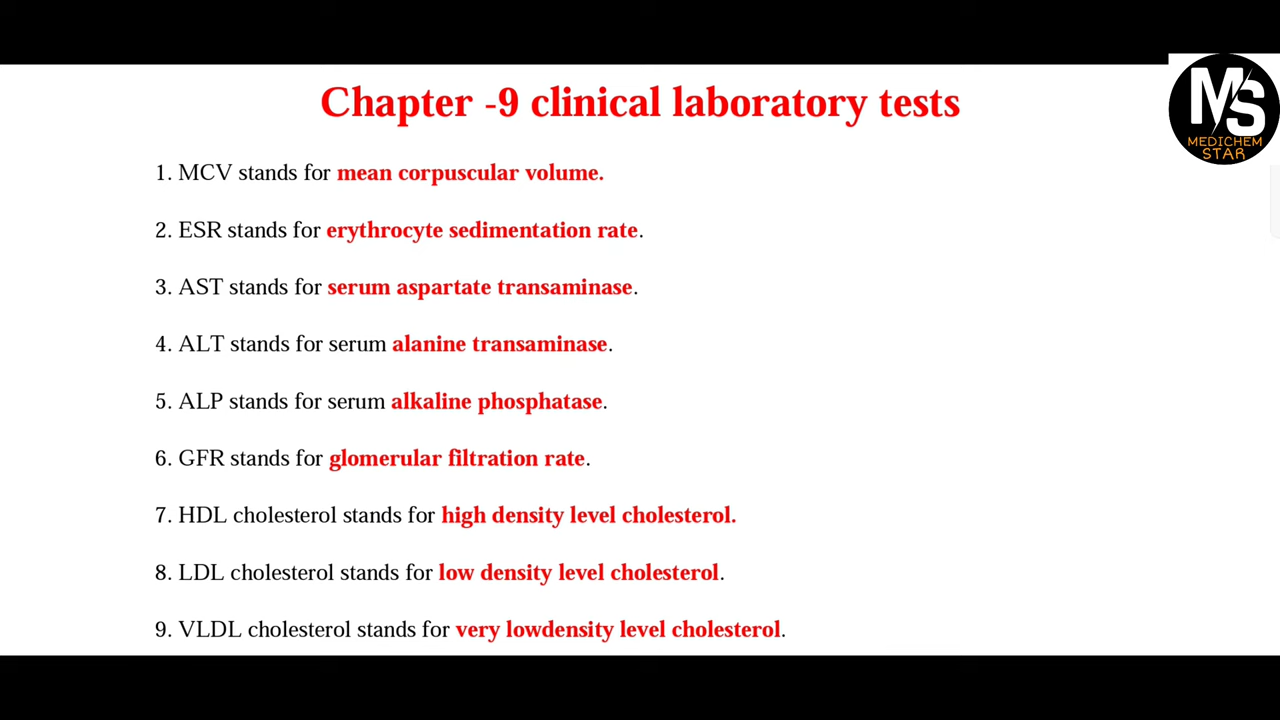 Chapter -9 clinical laboratory tests
MS
MEDICHEM
STAR
1. MCV stands for mean corpuscular volume.
2. ESR stands for erythrocyte sedimentation rate.
3. AST stands for serum aspartate transaminase.
4. ALT stands for serum alanine transaminase.
5. ALP stands for serum alkaline phosphatase.
6. GFR stands for glomerular filtration rate.
7. HDL cholesterol stands for high density level cholesterol.
8. LDL cholesterol stands for low density level cholesterol.
9. VLDL cholesterol stands for very lowdensity level cholesterol.